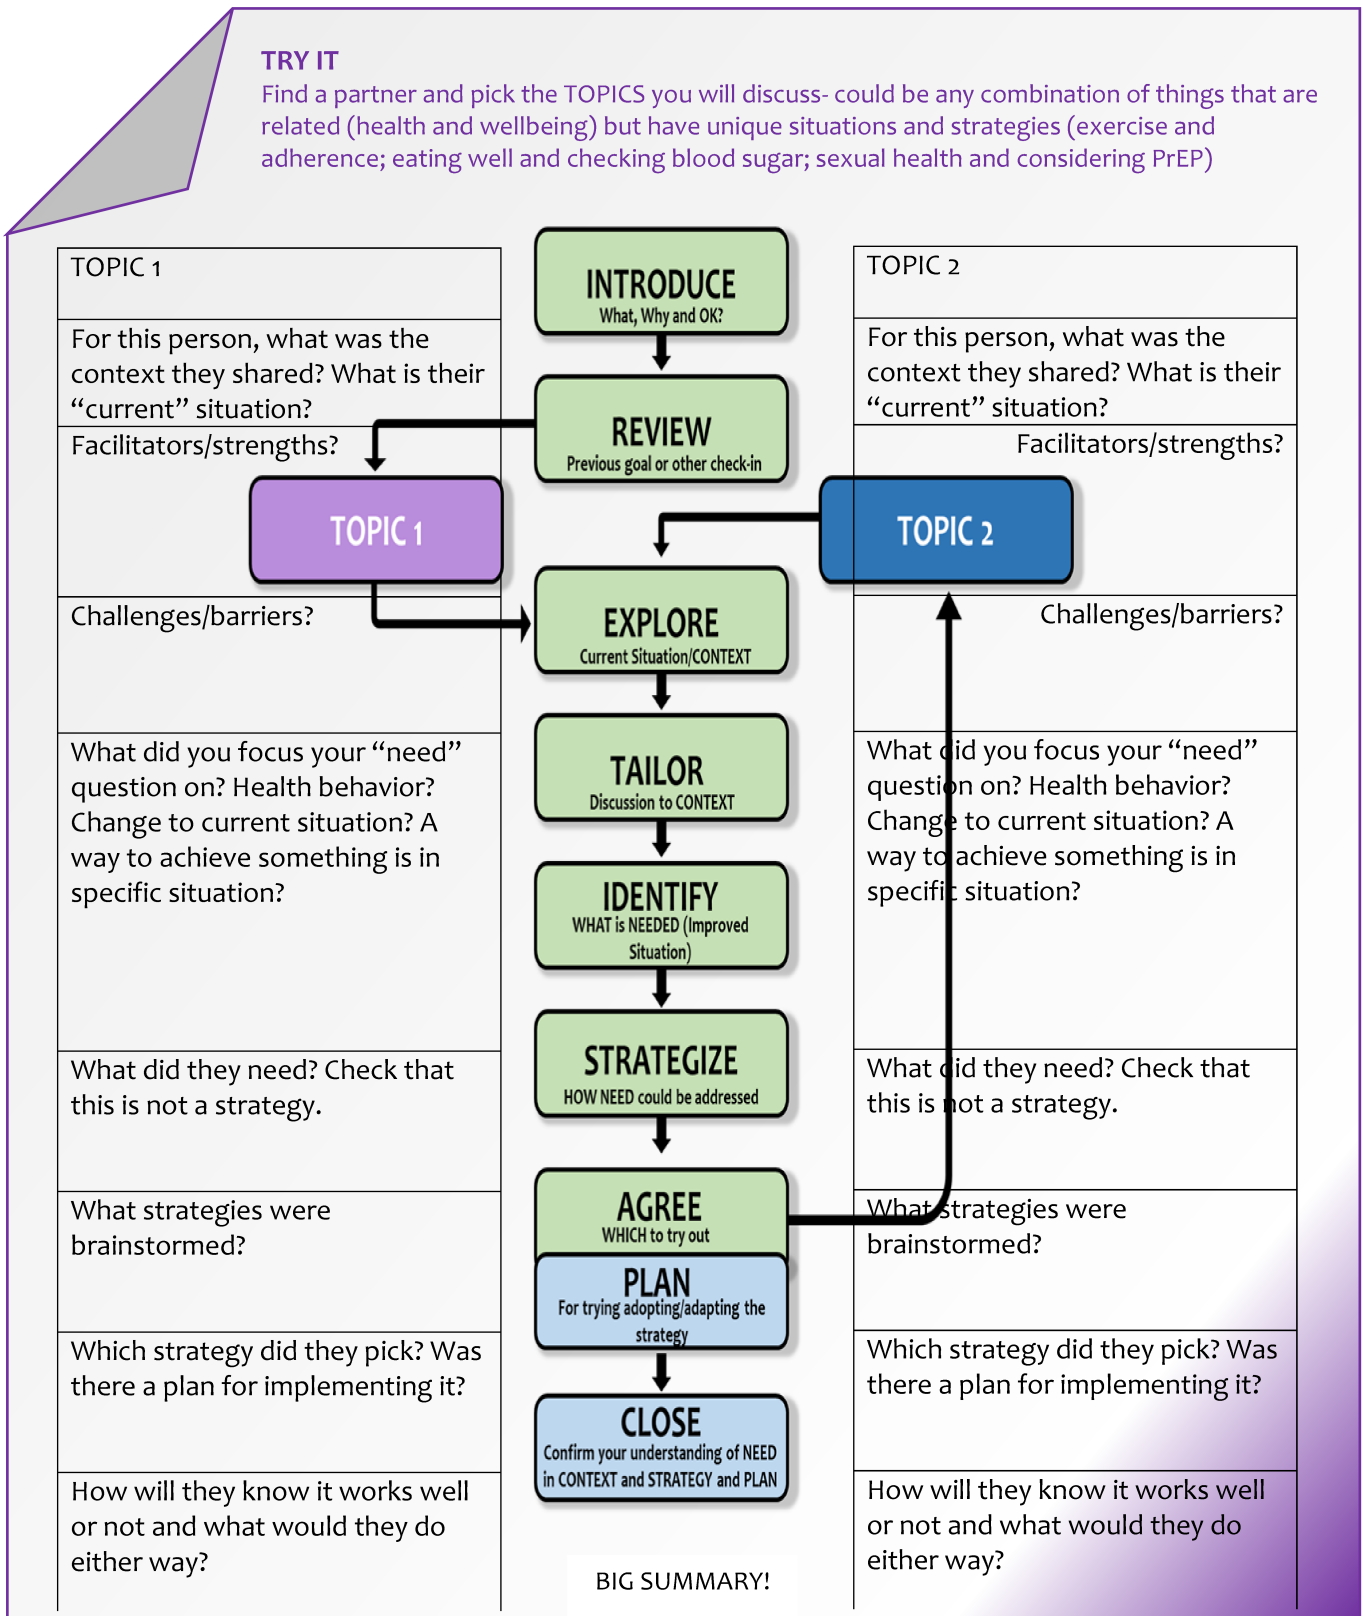 TRY IT
Find a partner and pick the TOPICS you will discuss- could be any combination of things that are
related (health and wellbeing) but have unique situations and strategies (exercise and
adherence; eating well and checking blood sugar; sexual health and considering PrEP)
TOPIC 1
For this person, what was the
context they shared? What is their
“current” situation?
Facilitators/strengths?
TOPIC 1
Challenges/barriers?
What did you focus your “need”
question on? Health behavior?
Change to current situation? A
way to achieve something is in
specific situation?
What did they need? Check that
this is not a strategy.
What strategies were
brainstormed?
Which strategy did they pick? Was
there a plan for implementing it?
How will they know it works well
or not and what would they do
either way?
INTRODUCE
What, Why and OK?
REVIEW
Previous goal or other check-in
EXPLORE
Current Situation/CONTEXT
TAILOR
Discussion to CONTEXT
IDENTIFY
WHAT is NEEDED (Improved
Situation)
STRATEGIZE
HOW NEED could be addressed
AGREE
WHICH to try out
PLAN
For trying adopting/adapting the
strategy
CLOSE
Confirm your understanding of NEED
in CONTEXT and STRATEGY and PLAN
BIG SUMMARY!
TOPIC 2
For this person, what was the
context they shared? What is their
“current” situation?
Facilitators/strengths?
TOPIC 2
Challenges/barriers?
What did you focus your “need”
question on? Health behavior?
Change to current situation? A
way to achieve something is in
specific situation?
What did they need? Check that
this is not a strategy.
What strategies were
brainstormed?
Which strategy did they pick? Was
there a plan for implementing it?
How will they know it works well
or not and what would they do
either way?